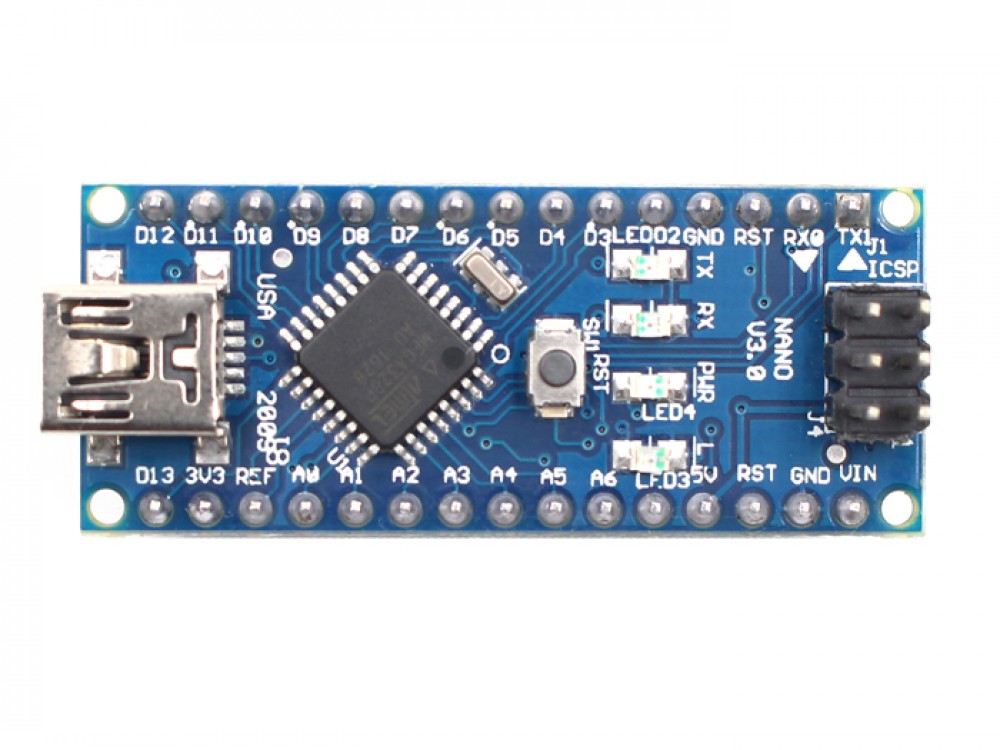 D12 D11 D10 D9 D8 D7 D6 D5 D4 D3 LED D2 GND RST RX0 TX1
J1
ICSP
TX
RX
USA
2009
SW1
RST
PWR
LED4
NANO
V3.0
J4
L
U1
D13 3V3 REF A0 A1 A2 A3 A4 A5 A6 LED3 5V RST GND VIN